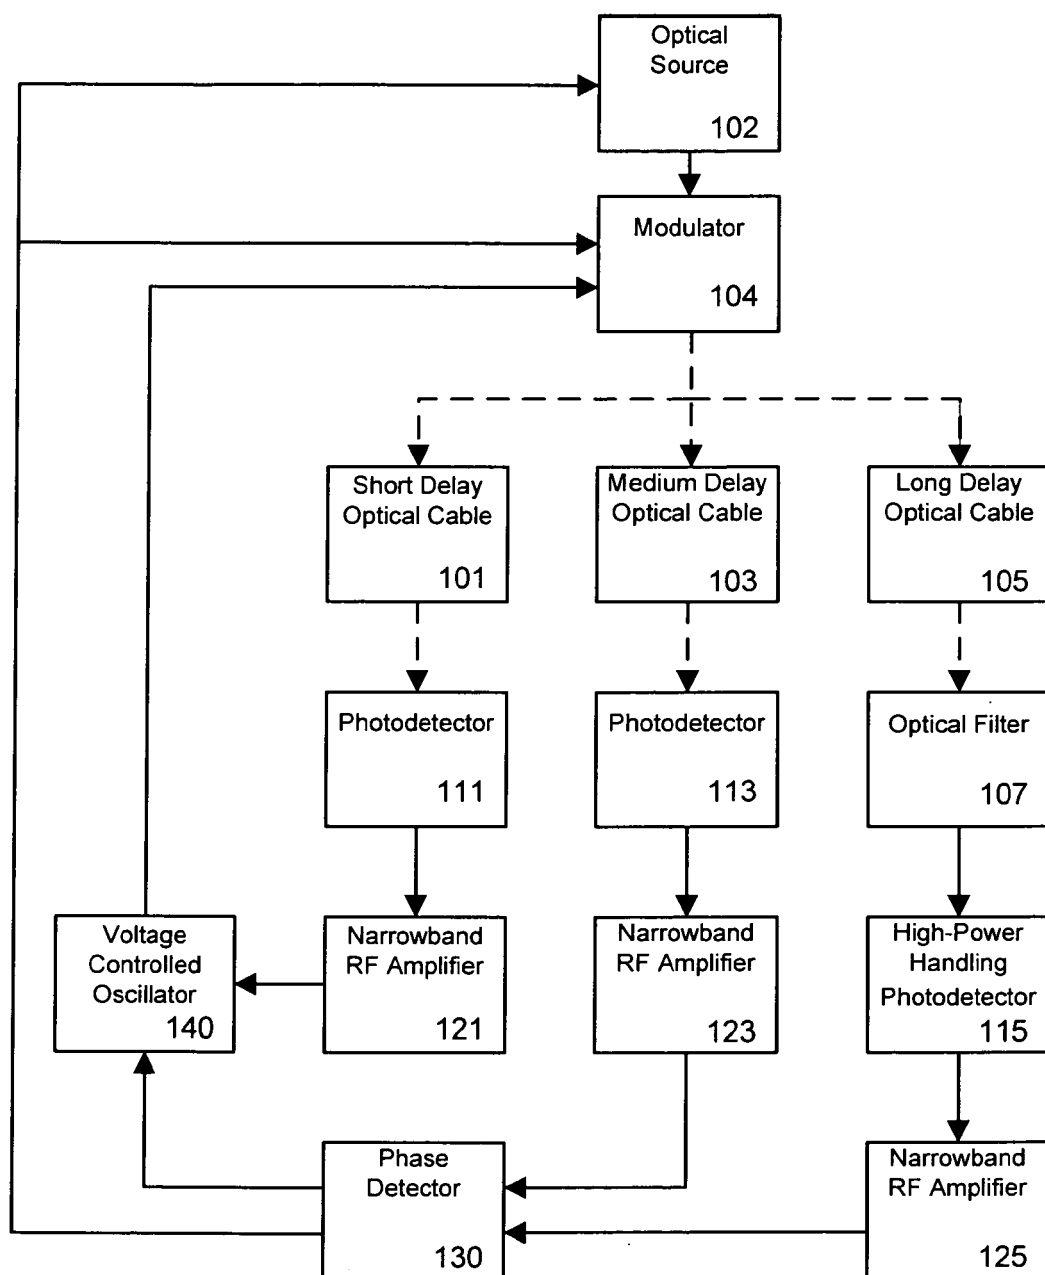 Optical
Source
102
Modulator
104
Short Delay
Optical Cable
101
Medium Delay
Optical Cable
103
Long Delay
Optical Cable
105
Photodetector
111
Photodetector
113
Optical Filter
107
Voltage
Controlled
Oscillator
140
Narrowband
RF Amplifier
121
Narrowband
RF Amplifier
123
High-Power
Handling
Photodetector
115
Phase
Detector
130
Narrowband
RF Amplifier
125